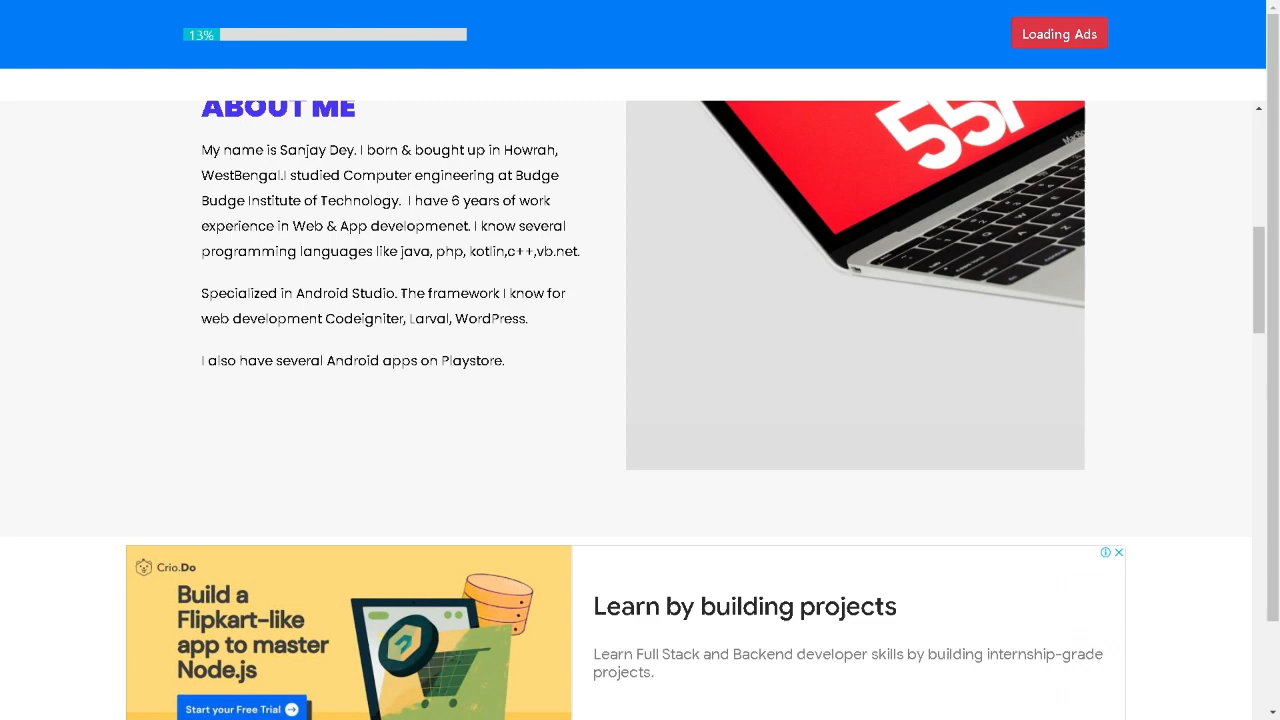 13%
Loading Ads
ABOUT ME
My name is Sanjay Dey. I born & bought up in Howrah,
WestBengal.I studied Computer engineering at Budge
Budge Institute of Technology.  I have 6 years of work
experience in Web & App developmenet. I know several
programming languages like java, php, kotlin,c++,vb.net.
Specialized in Android Studio. The framework I know for
web development Codeigniter, Larval, WordPress.
I also have several Android apps on Playstore.
Crio.Do
Build a
Flipkart-like
app to master
Node.js
Start your Free Trial
Learn by building projects
Learn Full Stack and Backend developer skills by building internship-grade
projects.